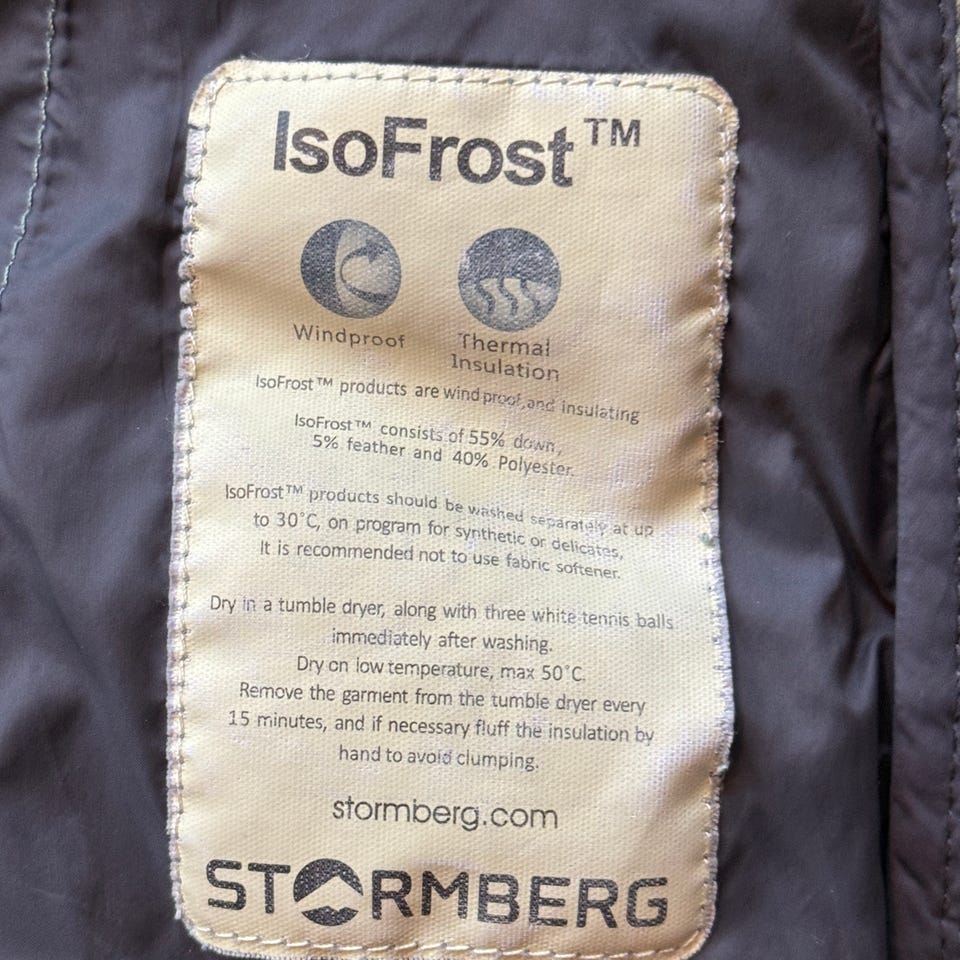 IsoFrost™
Windproof
Thermal
Insulation
IsoFrost™ products are wind proof, and insulating
IsoFrost™ consists of 55% down,
5% feather and 40% Polyester.
IsoFrost™ products should be washed separately at up
to 30°C, on program for synthetic or delicates,
It is recommended not to use fabric softener.
Dry in a tumble dryer, along with three white tennis balls
immediately after washing.
Dry on low temperature, max 50°C.
Remove the garment from the tumble dryer every
15 minutes, and if necessary fluff the insulation by
hand to avoid clumping.
stormberg.com
STORMBERG